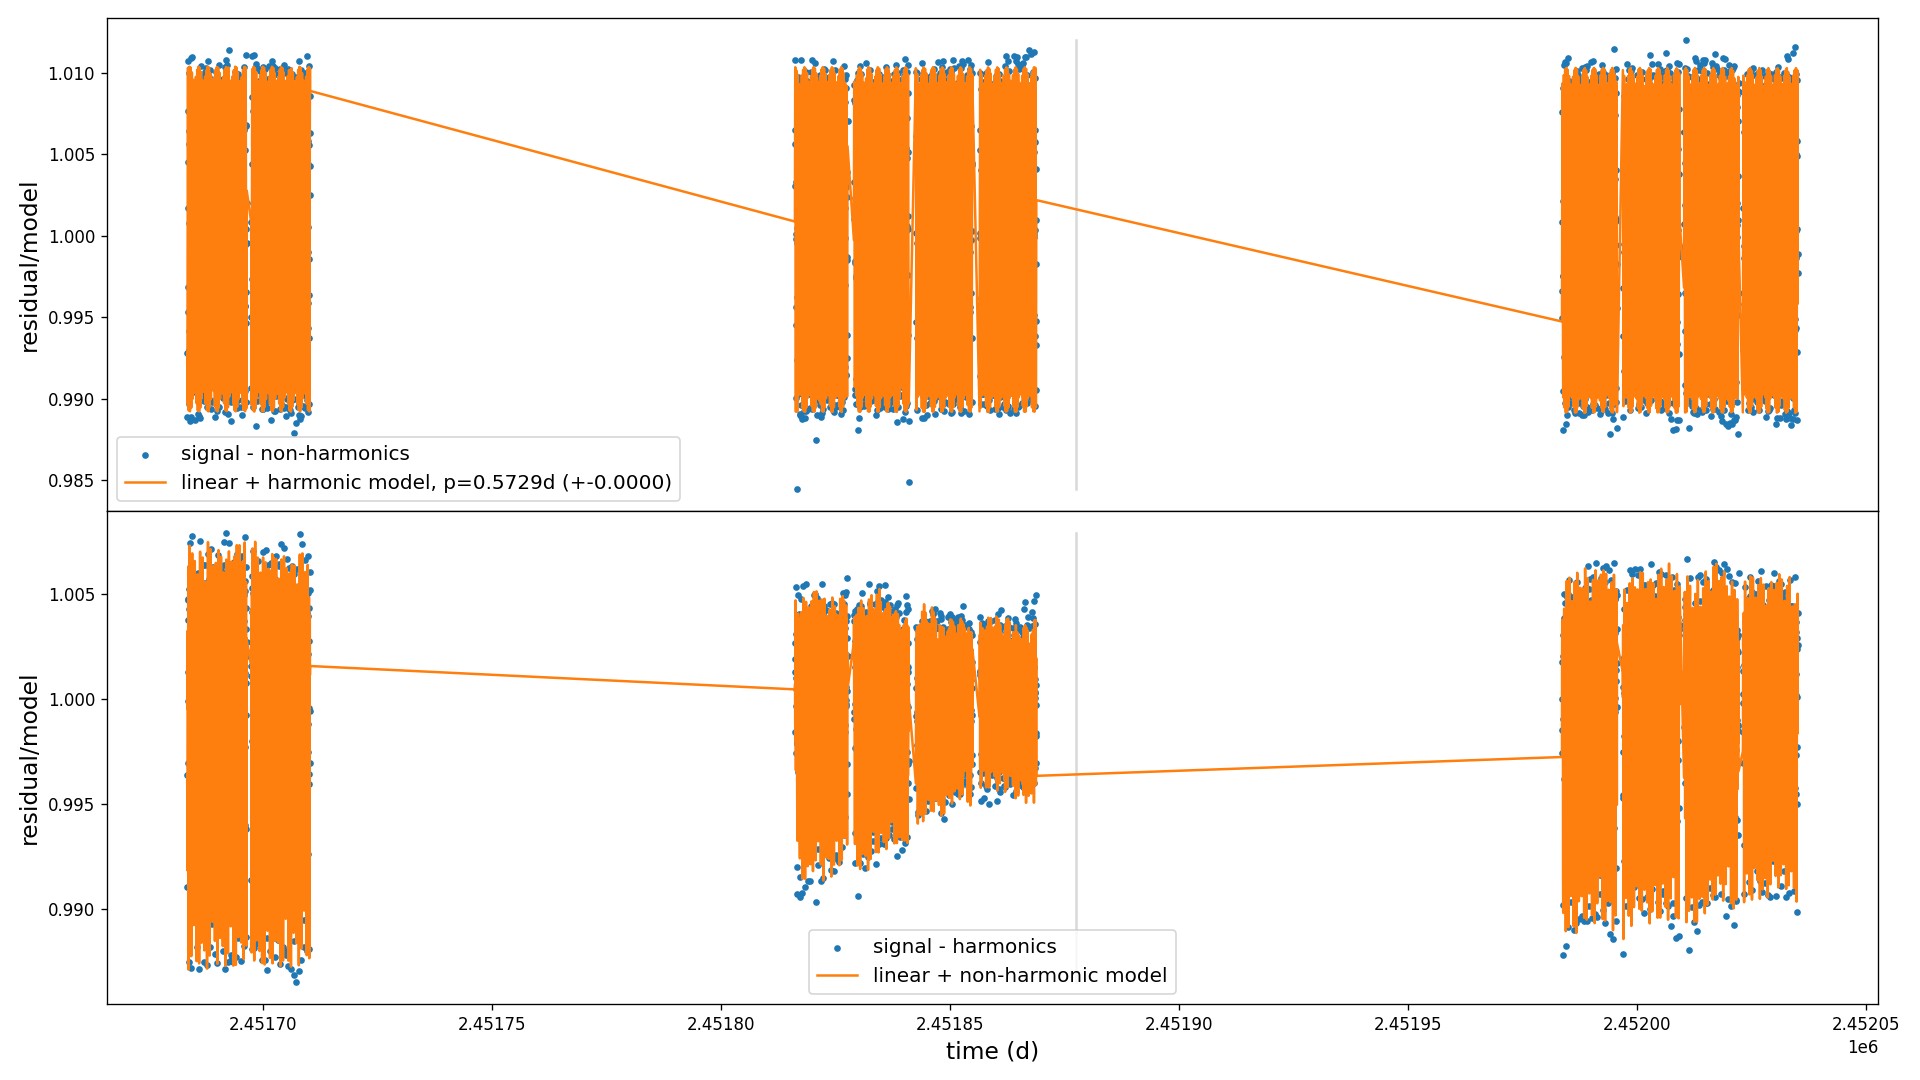 1.010
1.005
1.000
0.995
0.990
0.985
residual/model
signal - non-harmonics
linear + harmonic model, p=0.5729d (+-0.0000)
1.005
1.000
0.995
0.990
residual/model
signal - harmonics
linear + non-harmonic model
2.45170 2.45175 2.45180 2.45185 2.45190 2.45195 2.45200 2.45205
time (d)
1e6